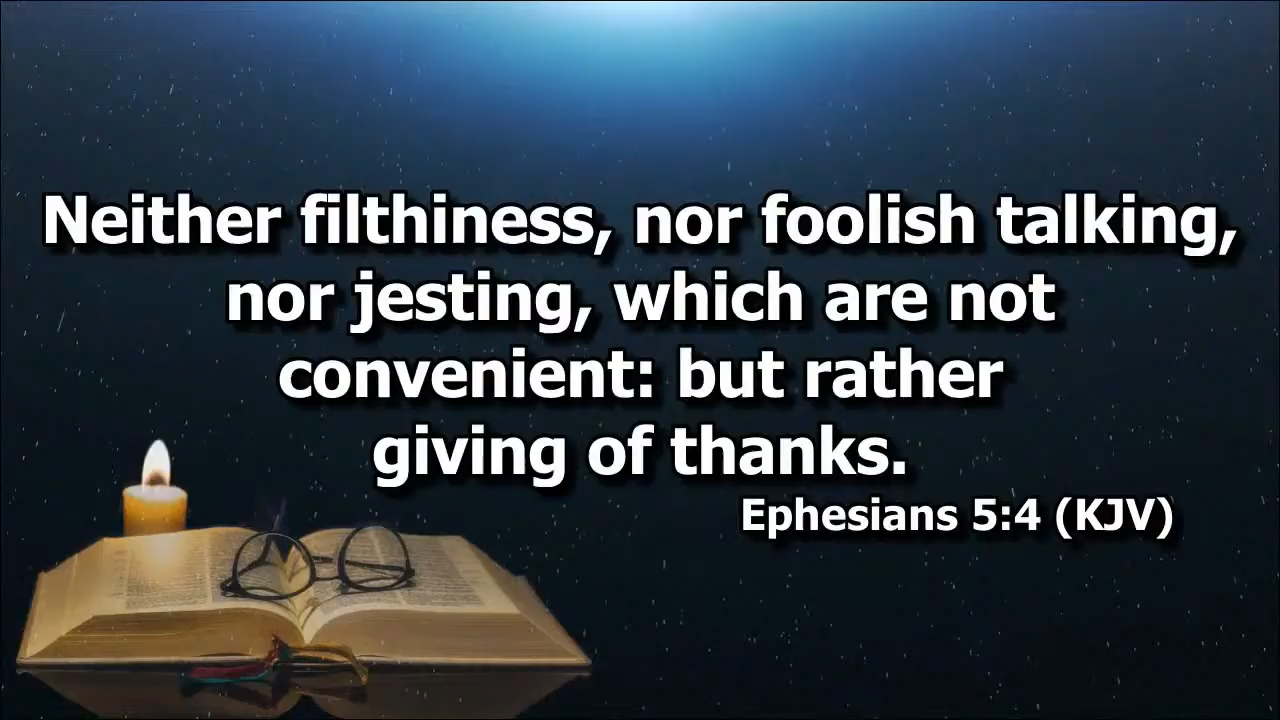 Neither filthiness, nor foolish talking,
nor jesting, which are not
convenient: but rather
giving of thanks.
Ephesians 5:4 (KJV)